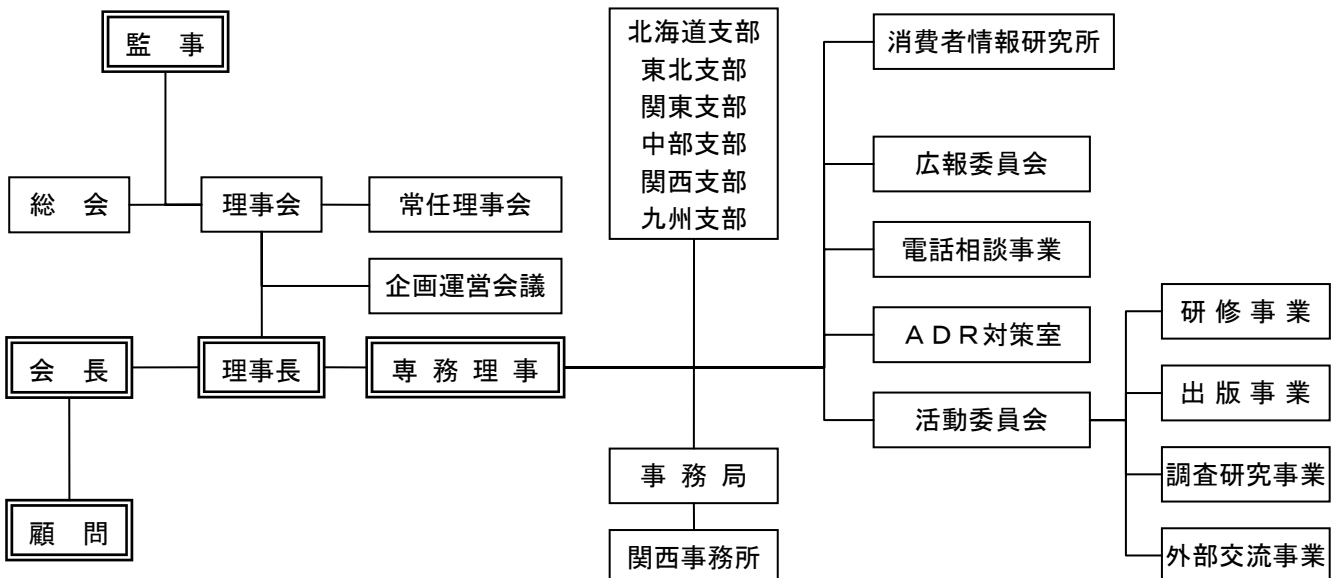 監　事
総　会
理事会
常任理事会
企画運営会議
会　長
理事長
専 務 理 事
顧　問
北海道支部
東北支部
関東支部
中部支部
関西支部
九州支部
事 務 局
関西事務所
消費者情報研究所
広報委員会
電話相談事業
ＡＤＲ対策室
活動委員会
研 修 事 業
出 版 事 業
調査研究事業
外部交流事業